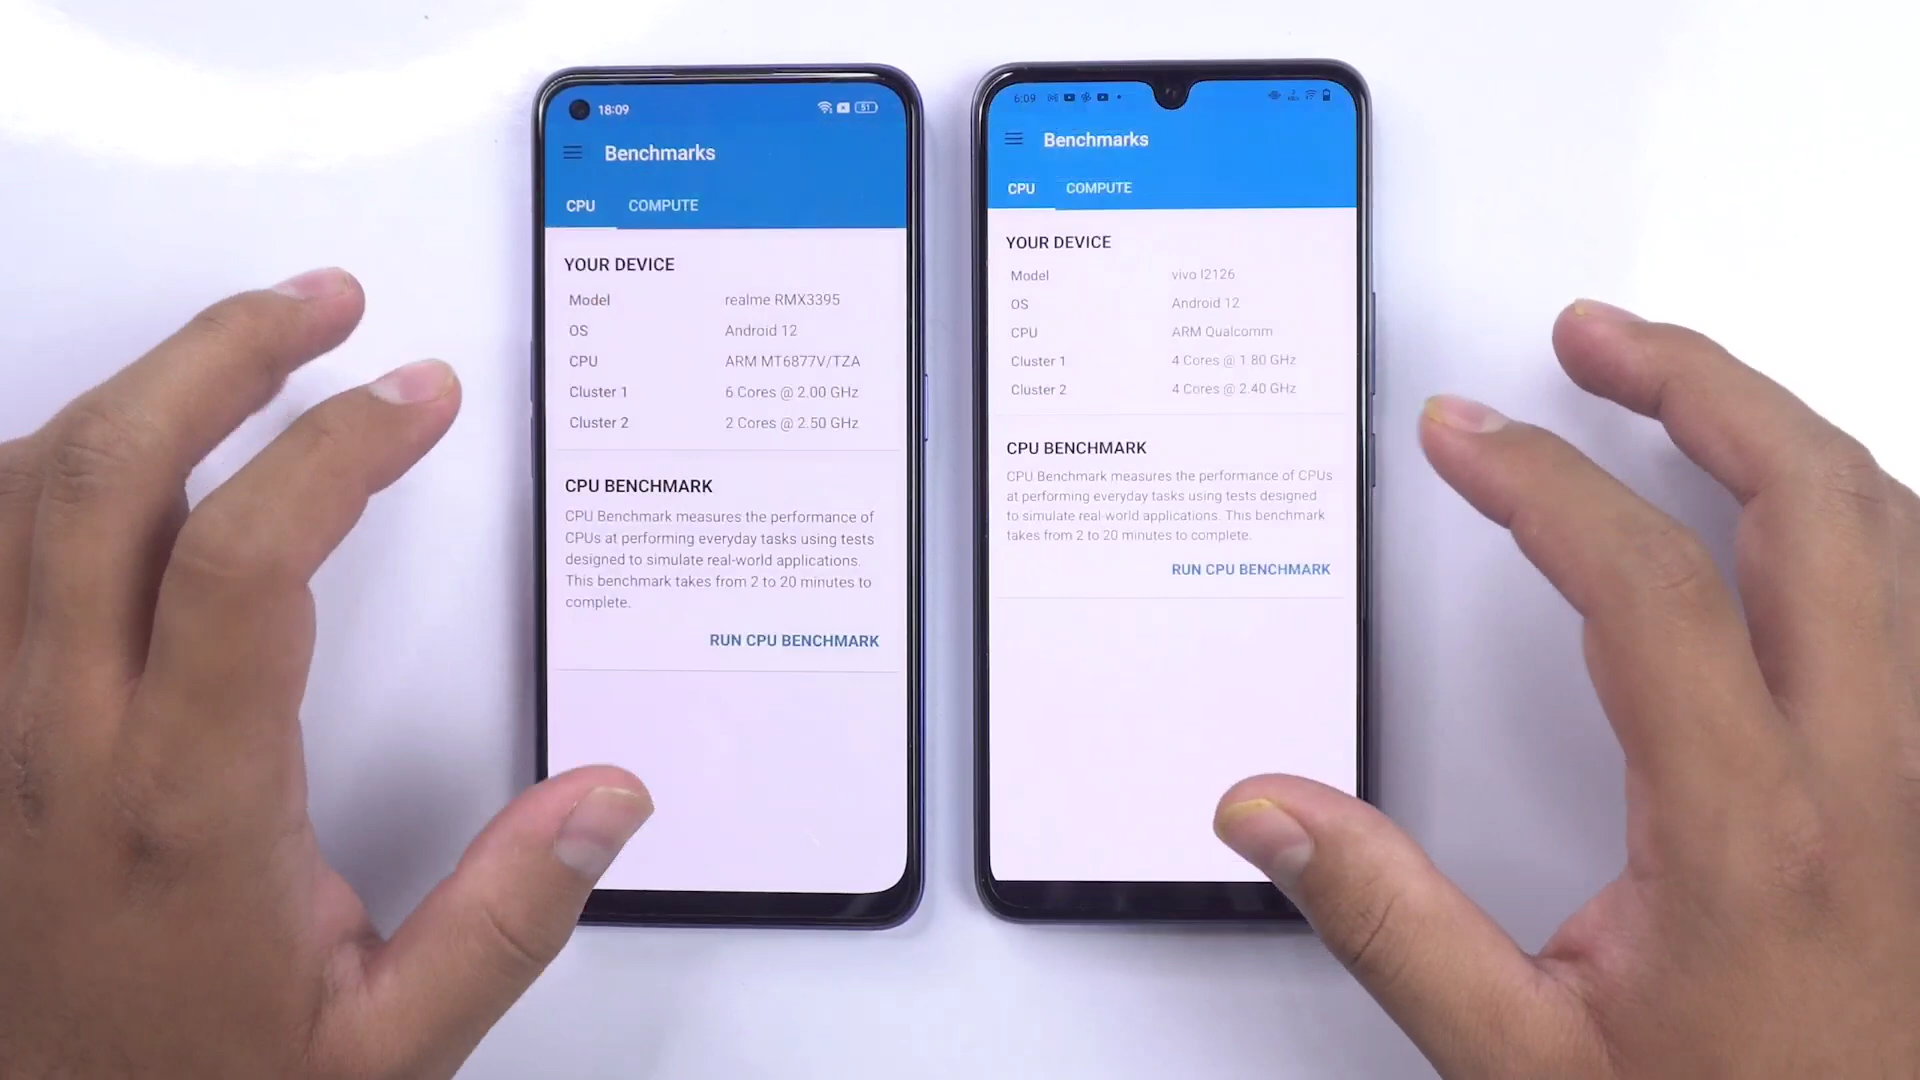 18:09
51
Benchmarks
CPU COMPUTE
YOUR DEVICE
Model realme RMX3395
OS Android 12
CPU ARM MT6877V/TZA
Cluster 1 6 Cores @ 2.00 GHz
Cluster 2 2 Cores @ 2.50 GHz
CPU BENCHMARK
CPU Benchmark measures the performance of
CPUs at performing everyday tasks using tests
designed to simulate real-world applications.
This benchmark takes from 2 to 20 minutes to
complete.
RUN CPU BENCHMARK
6:09
Benchmarks
CPU COMPUTE
YOUR DEVICE
Model vivo I2126
OS Android 12
CPU ARM Qualcomm
Cluster 1 4 Cores @ 1.80 GHz
Cluster 2 4 Cores @ 2.40 GHz
CPU BENCHMARK
CPU Benchmark measures the performance of CPUs
at performing everyday tasks using tests designed
to simulate real-world applications. This benchmark
takes from 2 to 20 minutes to complete.
RUN CPU BENCHMARK